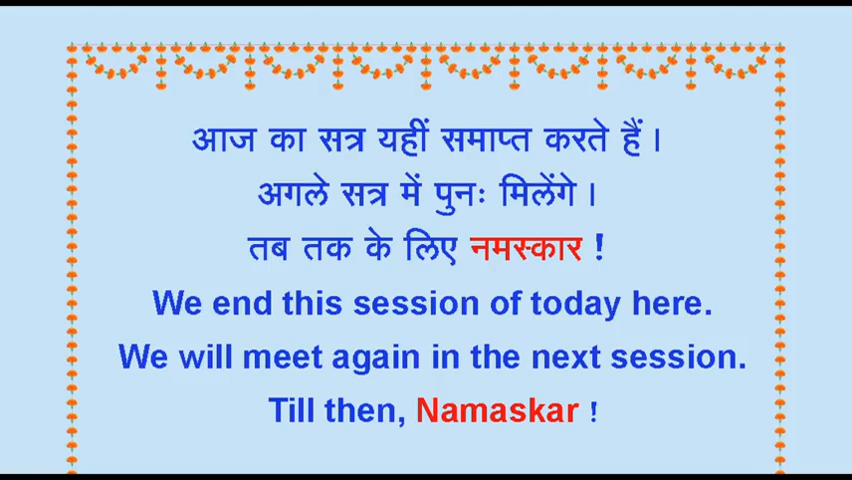 आज का सत्र यहीं समाप्त करते हैं ।
अगले सत्र में पुनः मिलेंगे ।
तब तक के लिए नमस्कार !
We end this session of today here.
We will meet again in the next session.
Till then, Namaskar !